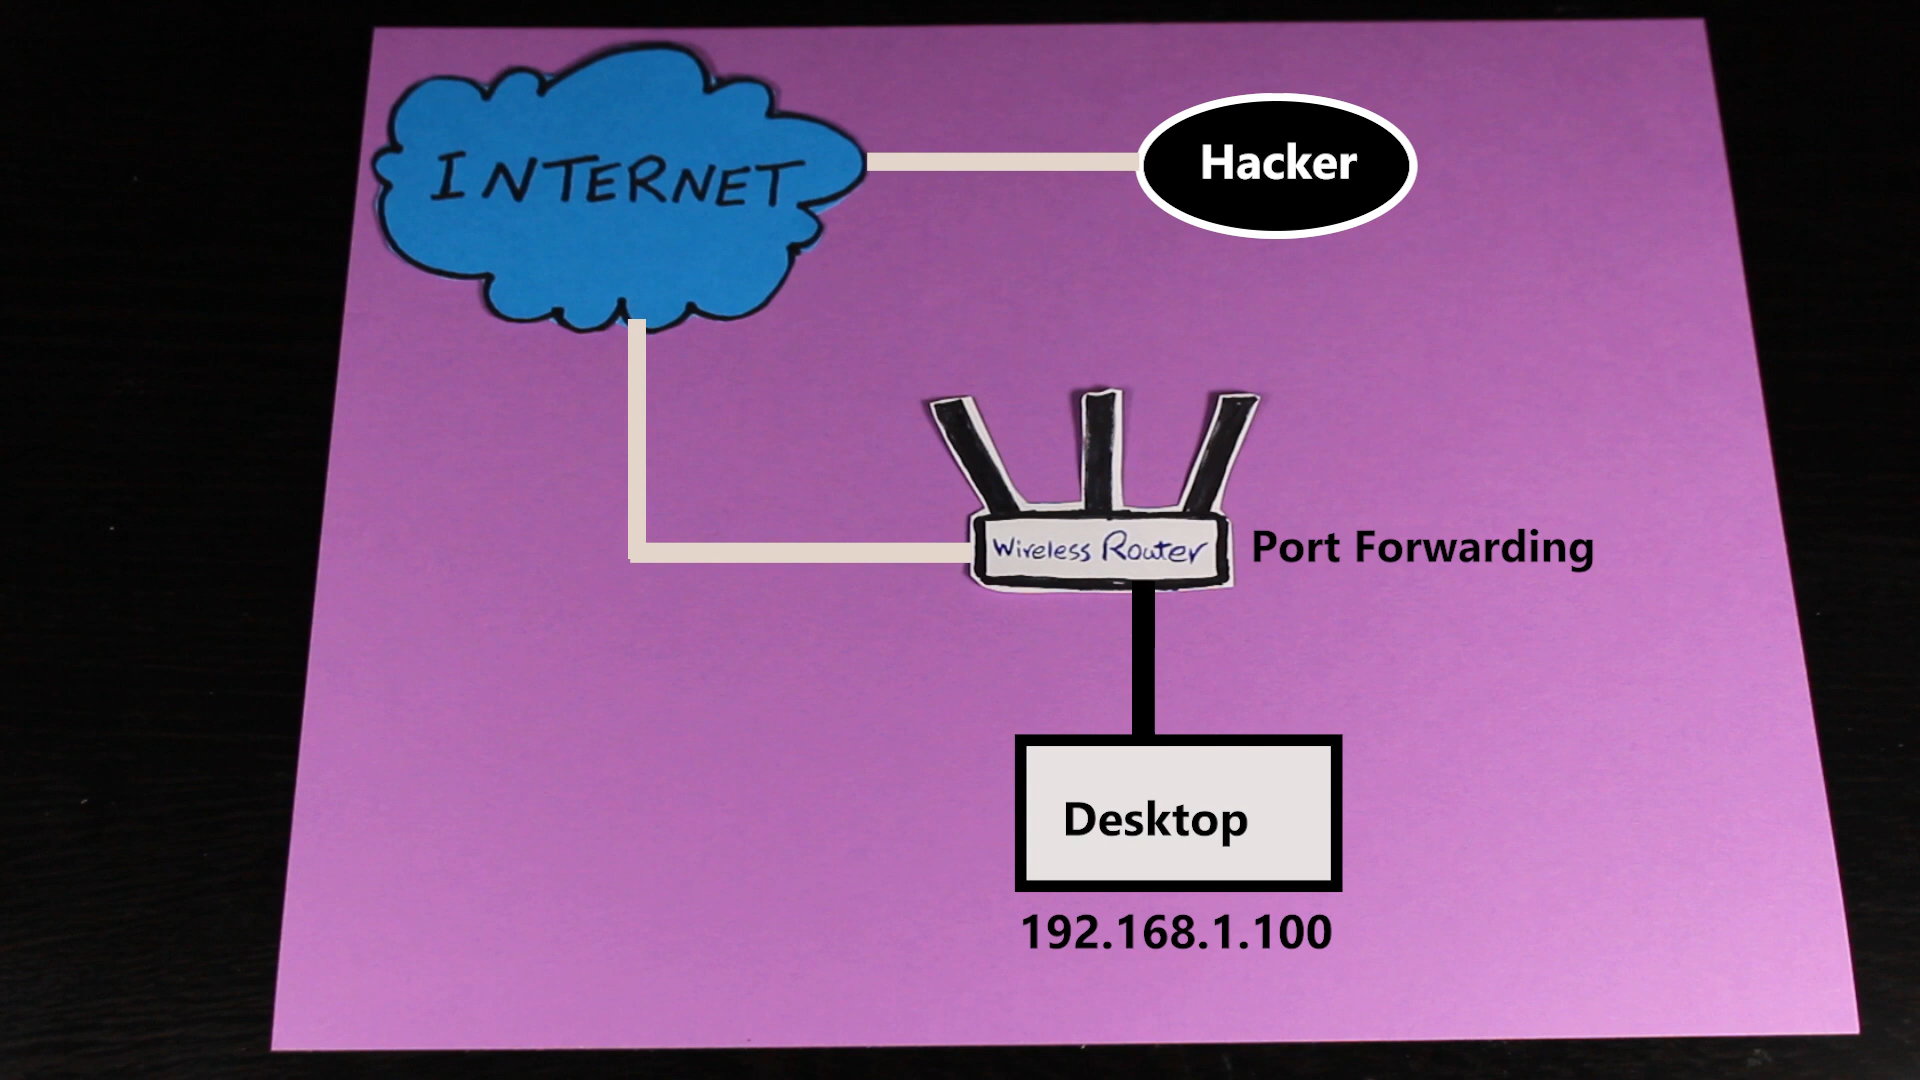 INTERNET
Hacker
Wireless Router
Port Forwarding
Desktop
192.168.1.100